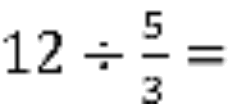 12 ÷ 5/3 =